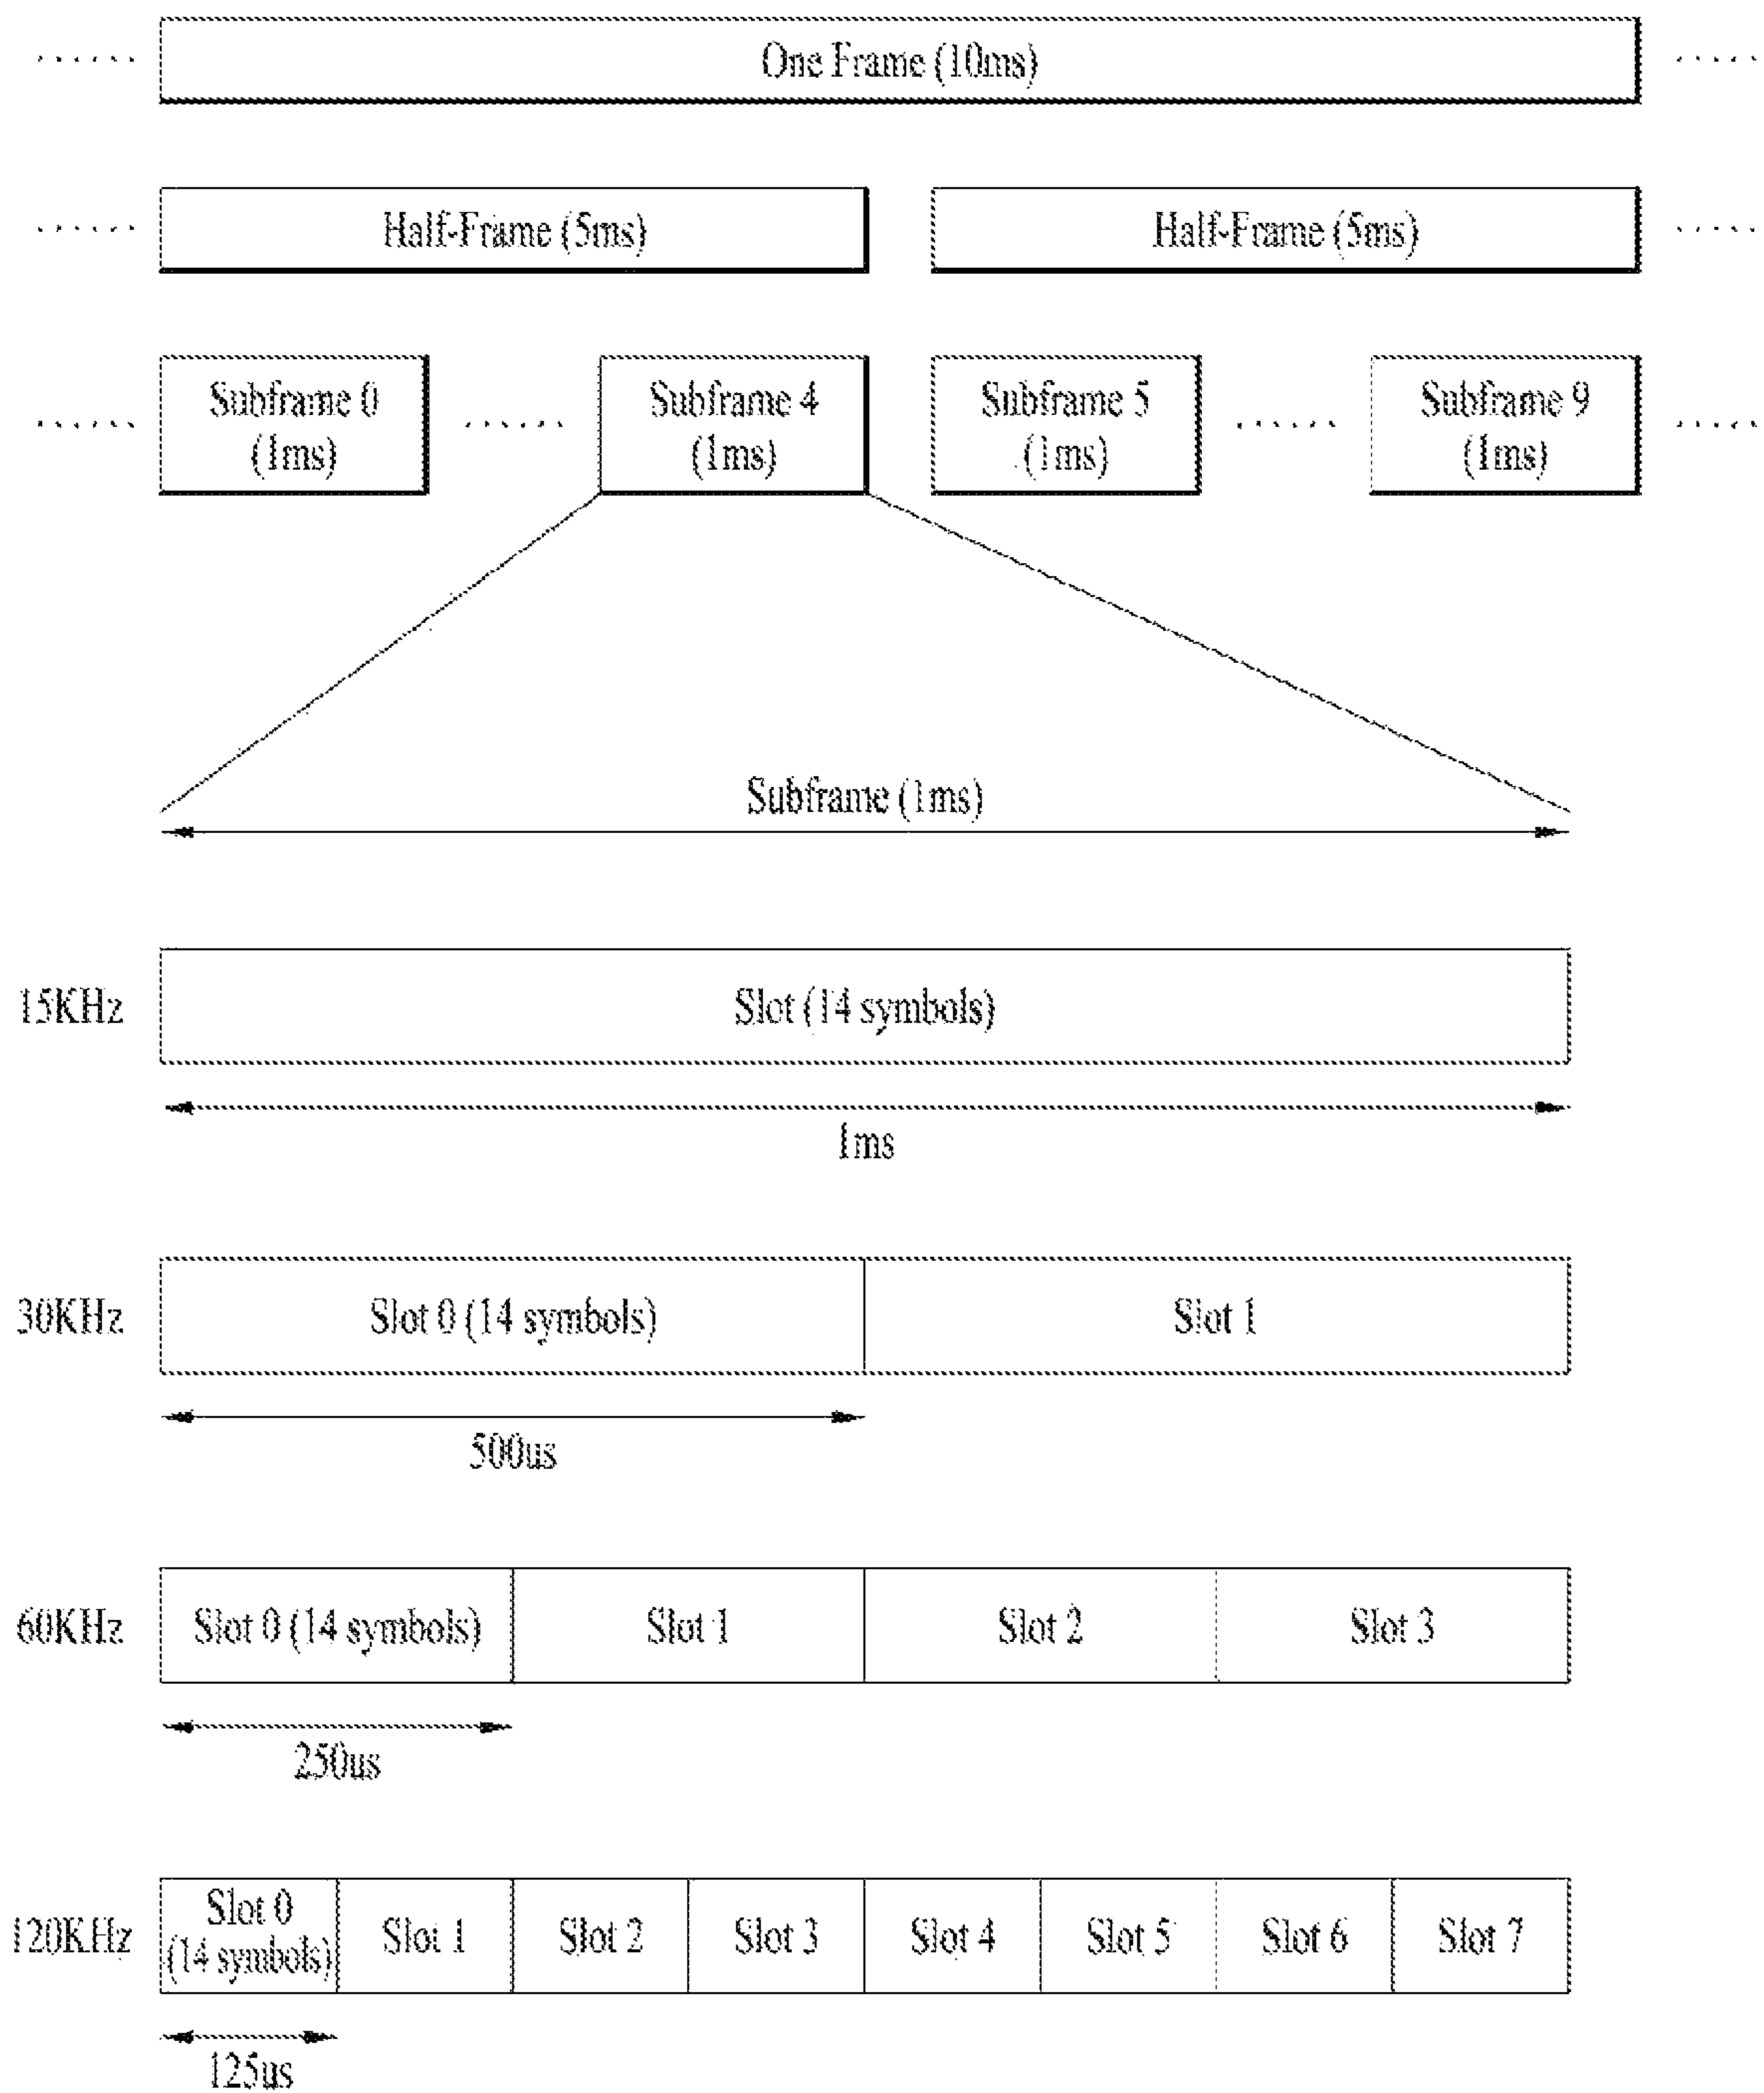 One Frame (10ms)
Half-Frame (5ms)
Half-Frame (5ms)
Subframe 0
(1ms)
Subframe 4
(1ms)
Subframe 5
(1ms)
Subframe 9
(1ms)
Subframe (1ms)
15KHz
Slot (14 symbols)
1ms
30KHz
Slot 0 (14 symbols)
Slot 1
500us
60KHz
Slot 0 (14 symbols)
Slot 1
Slot 2
Slot 3
250us
120KHz
Slot 0
(14 symbols)
Slot 1
Slot 2
Slot 3
Slot 4
Slot 5
Slot 6
Slot 7
125us